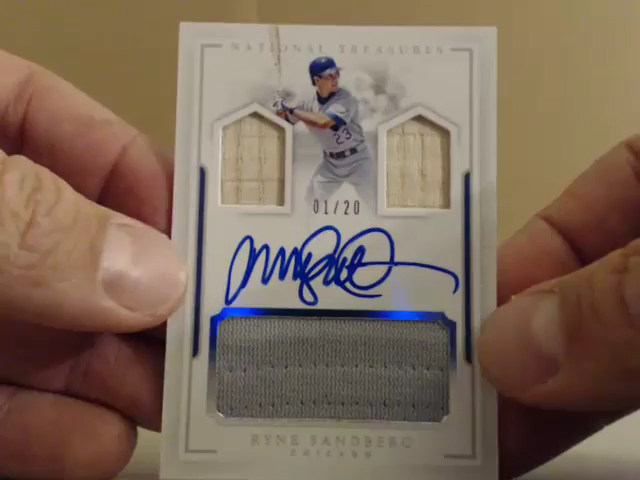 NATIONAL TREASURES
23
01/20
RYNE SANDBERG
CHICAGO